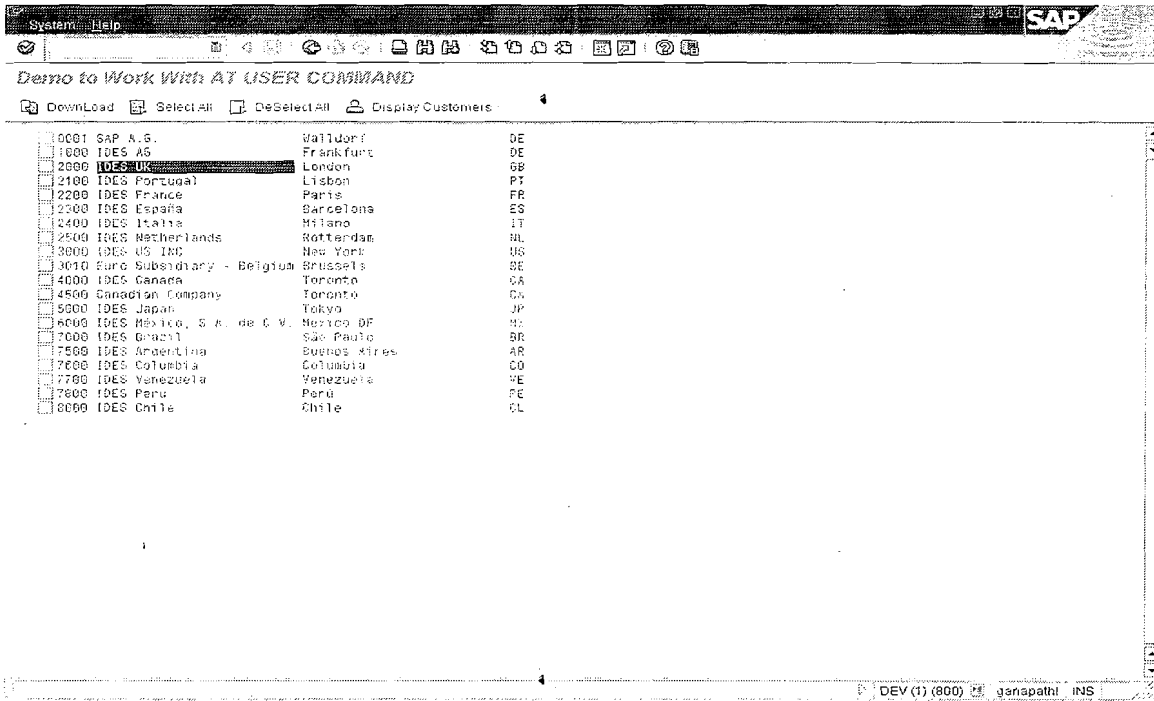 System Help
SAP
Demo to Work With AT USER COMMAND
DownLoad Select All DeSelect All Display Customers
0001 SAP A.G. Walldorf DE
1000 IDES AG Frankfurt DE
2000 IDES UK London GB
2100 IDES Portugal Lisbon PT
2200 IDES France Paris FR
2300 IDES España Barcelona ES
2400 IDES Italia Milano IT
2500 IDES Netherlands Rotterdam NL
3000 IDES US INC New York US
3010 Euro Subsidiary - Belgium Brussels BE
4000 IDES Canada Toronto CA
4500 Canadian Company Toronto CA
5000 IDES Japan Tokyo JP
6000 IDES México, S.A. de C.V. Mexico DF MX
7000 IDES Brazil São Paulo BR
7500 IDES Argentina Buenos Aires AR
7600 IDES Columbia Columbia CO
7700 IDES Venezuela Venezuela VE
7800 IDES Peru Perú PE
8000 IDES Chile Chile CL
DEV (1) (800) ganapathi INS